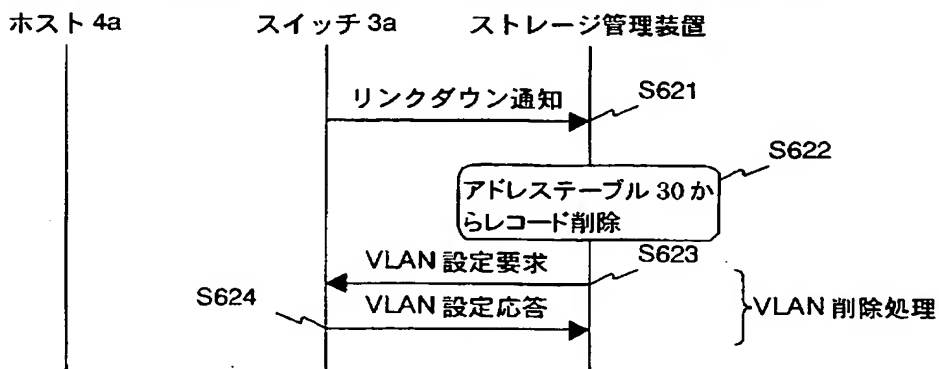 ホスト 4a
スイッチ 3a
ストレージ管理装置
リンクダウン通知
S621
S622
アドレステーブル 30 か
らレコード削除
VLAN 設定要求
S623
S624
VLAN 設定応答
VLAN 削除処理